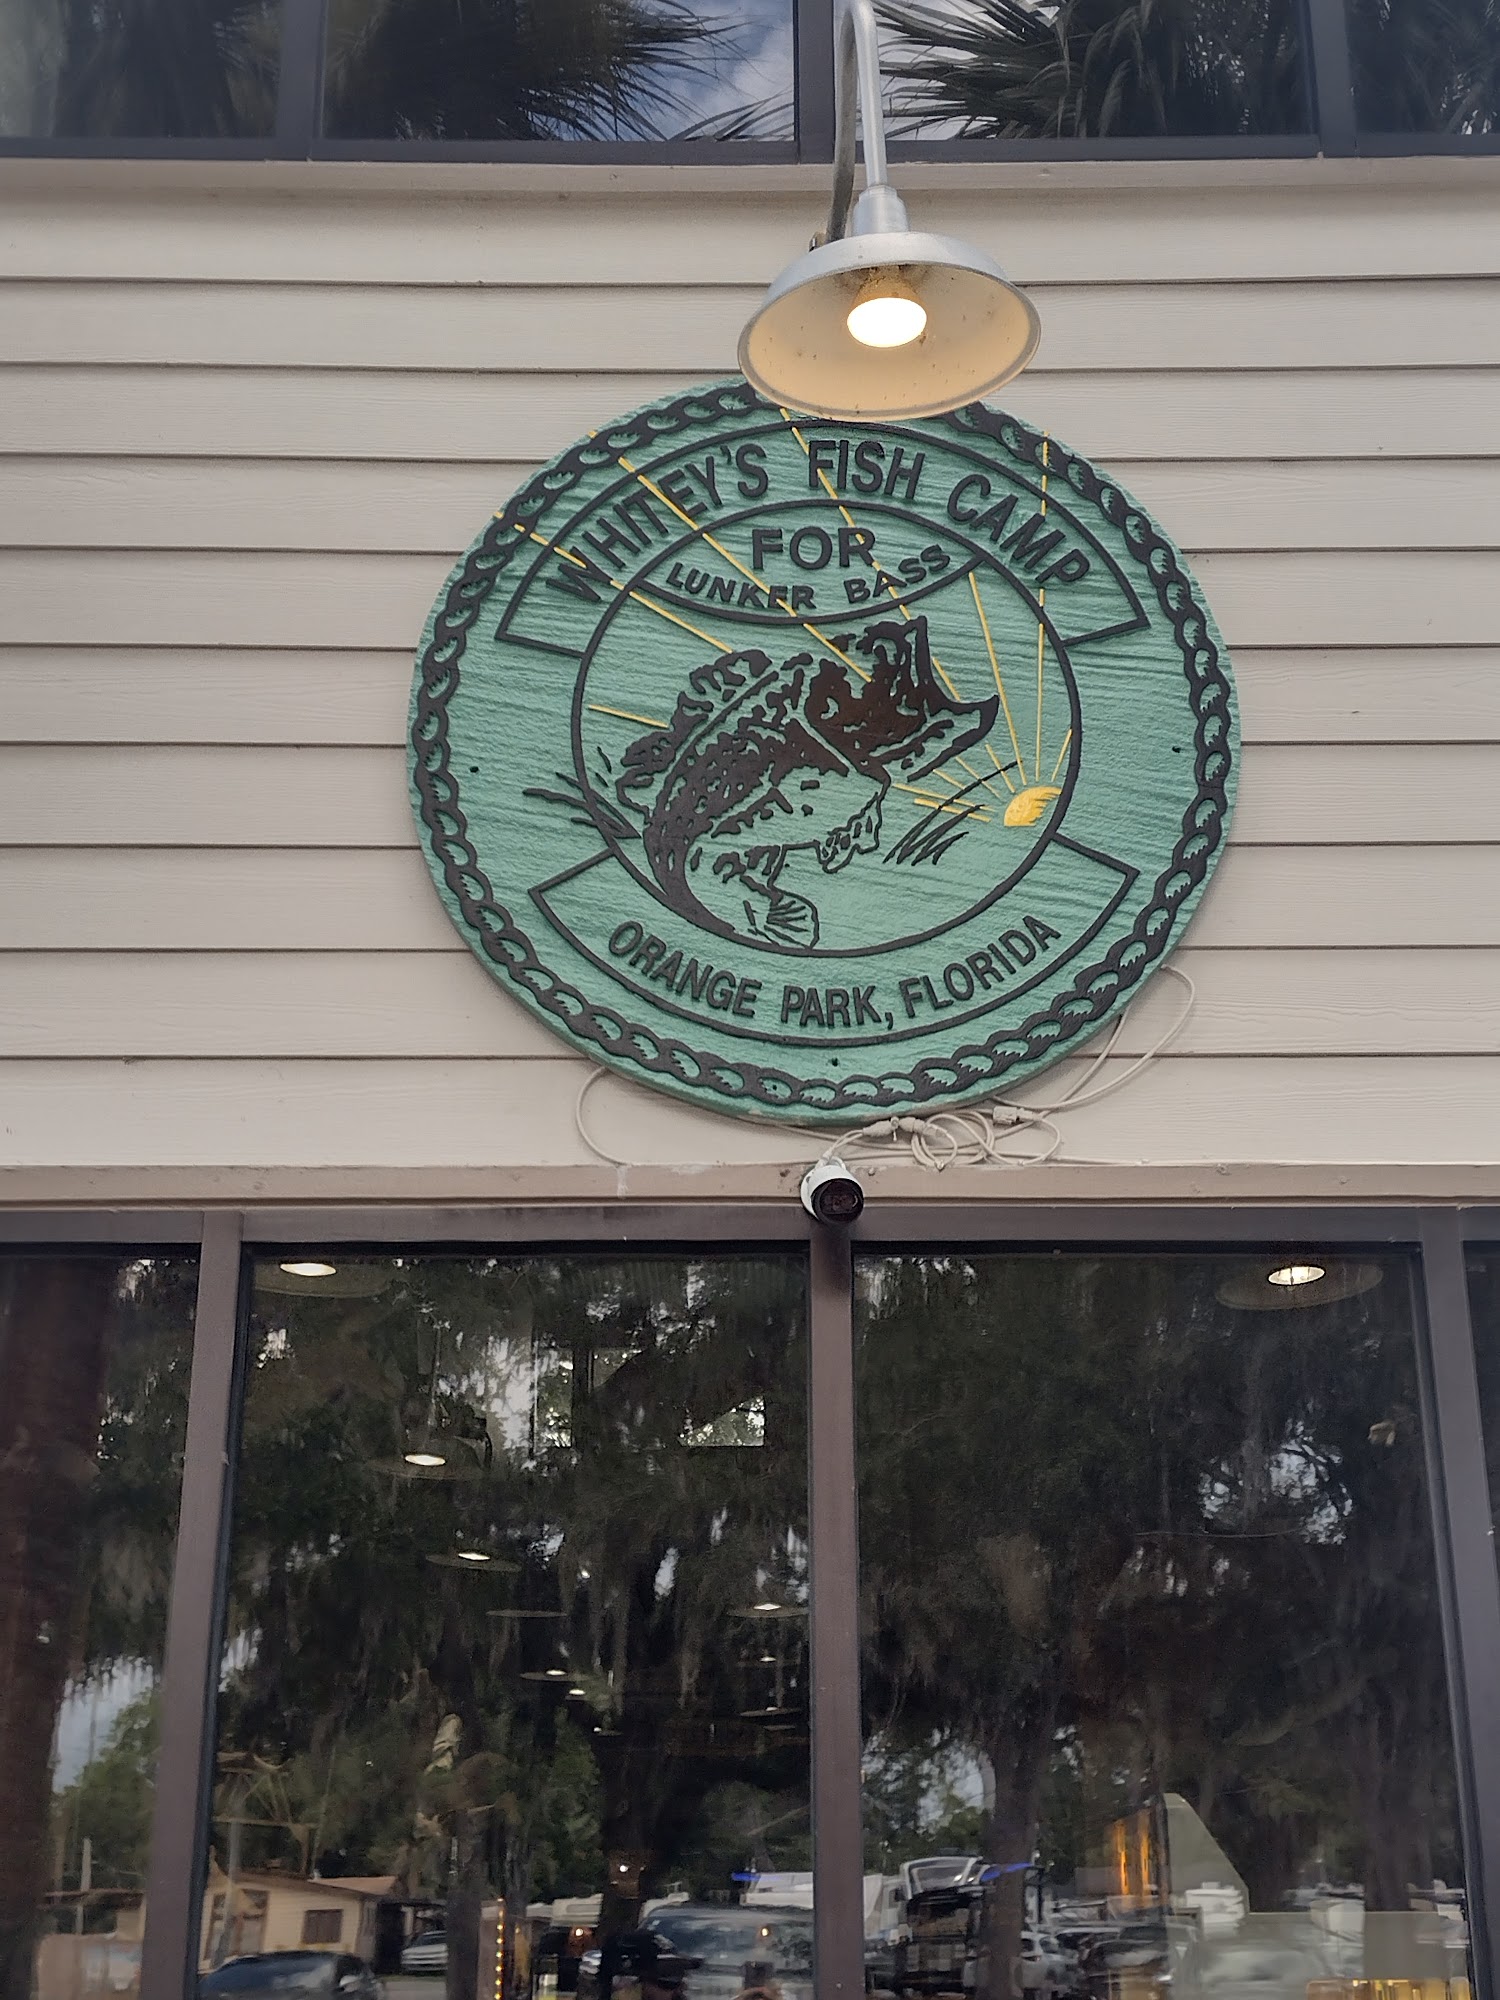 WHITEY'S FISH CAMP
FOR
LUNKER BASS
ORANGE PARK, FLORIDA